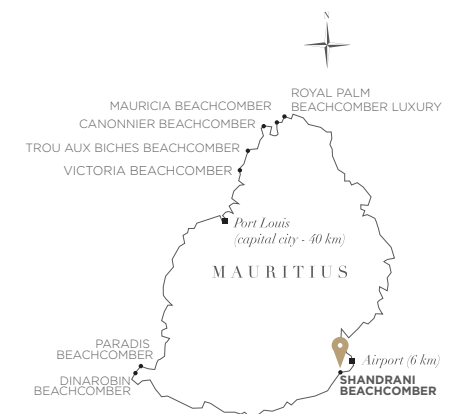 N
ROYAL PALM
BEACHCOMBER LUXURY
MAURICIA BEACHCOMBER
CANONNIER BEACHCOMBER
TROU AUX BICHES BEACHCOMBER
VICTORIA BEACHCOMBER
Port Louis
(capital city - 40 km)
MAURITIUS
PARADIS
BEACHCOMBER
Airport (6 km)
DINAROBIN
BEACHCOMBER
SHANDRANI
BEACHCOMBER